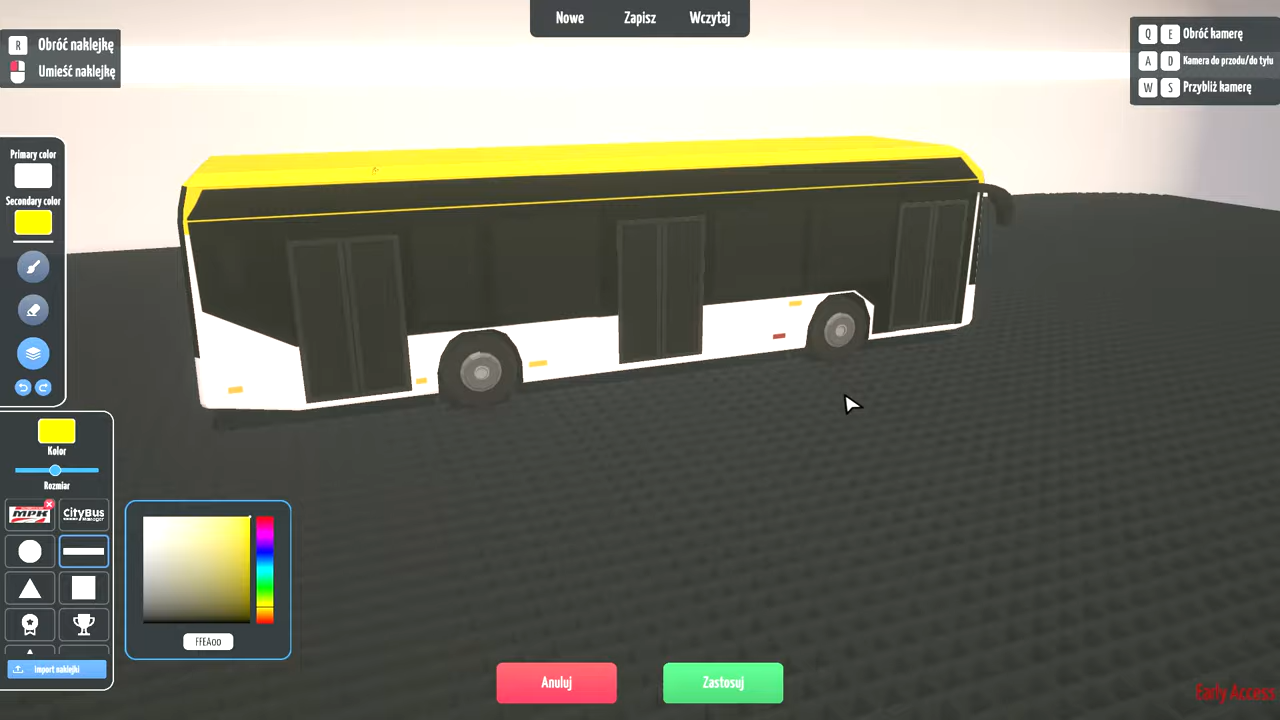 Nowe Zapisz Wczytaj
R Obróć naklejkę
Umieść naklejkę
Q E Obróć kamerę
A D Kamera do przodu/do tyłu
W S Przybliż kamerę
Primary color
Secondary color
Kolor
Rozmiar
MPK
CityBus
MANAGER
Import naklejki
FFEA00
Anuluj
Zastosuj
Early Access